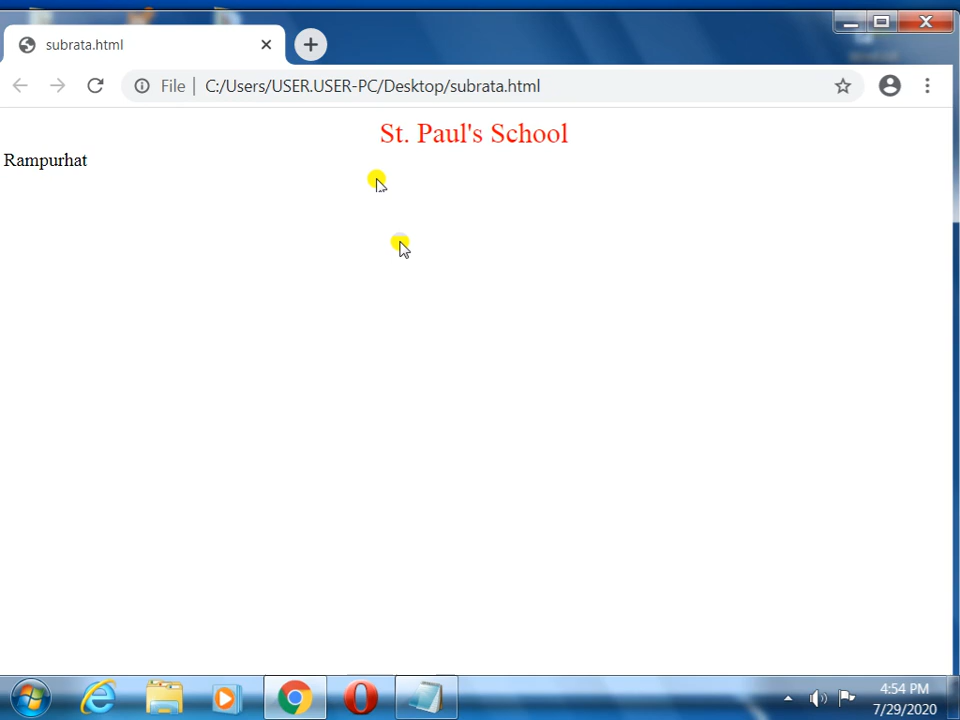 subrata.html
File | C:/Users/USER.USER-PC/Desktop/subrata.html
St. Paul's School
Rampurhat
4:54 PM
7/29/2020